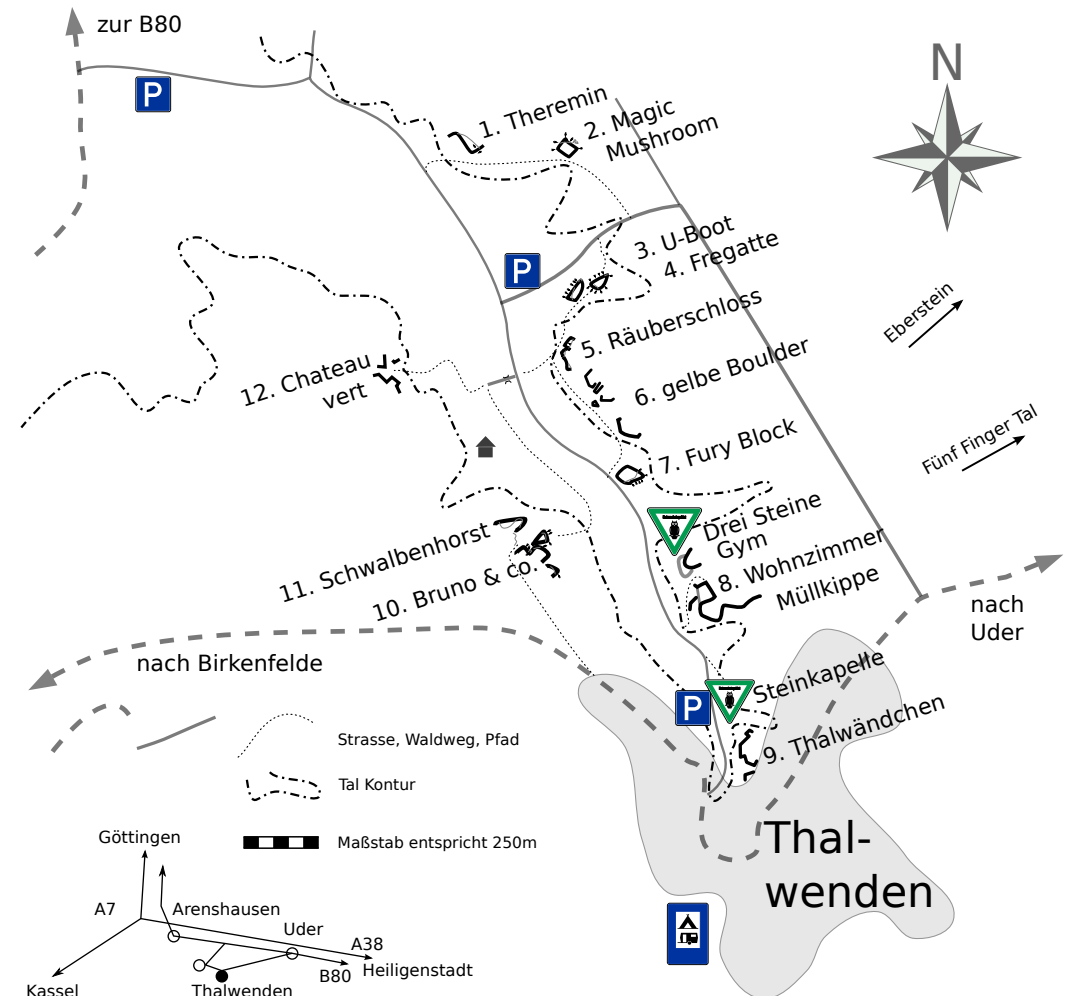 zur B80
N
P
1. Theremin
2. Magic
Mushroom
P
3. U-Boot
4. Fregatte
5. Räuberschloss
Eberstein
6. gelbe Boulder
12. Chateau
vert
7. Fury Block
Fünf Finger Tal
Drei Steine
Gym
11. Schwalbenhorst
10. Bruno & co.
8. Wohnzimmer
Müllkippe
nach
Uder
nach Birkenfelde
Steinkapelle
P
9. Thalwändchen
Strasse, Waldweg, Pfad
Tal Kontur
Maßstab entspricht 250m
Thal-
wenden
Göttingen
A7
Arenshausen
Uder
A38
B80
Heiligenstadt
Kassel
Thalwenden